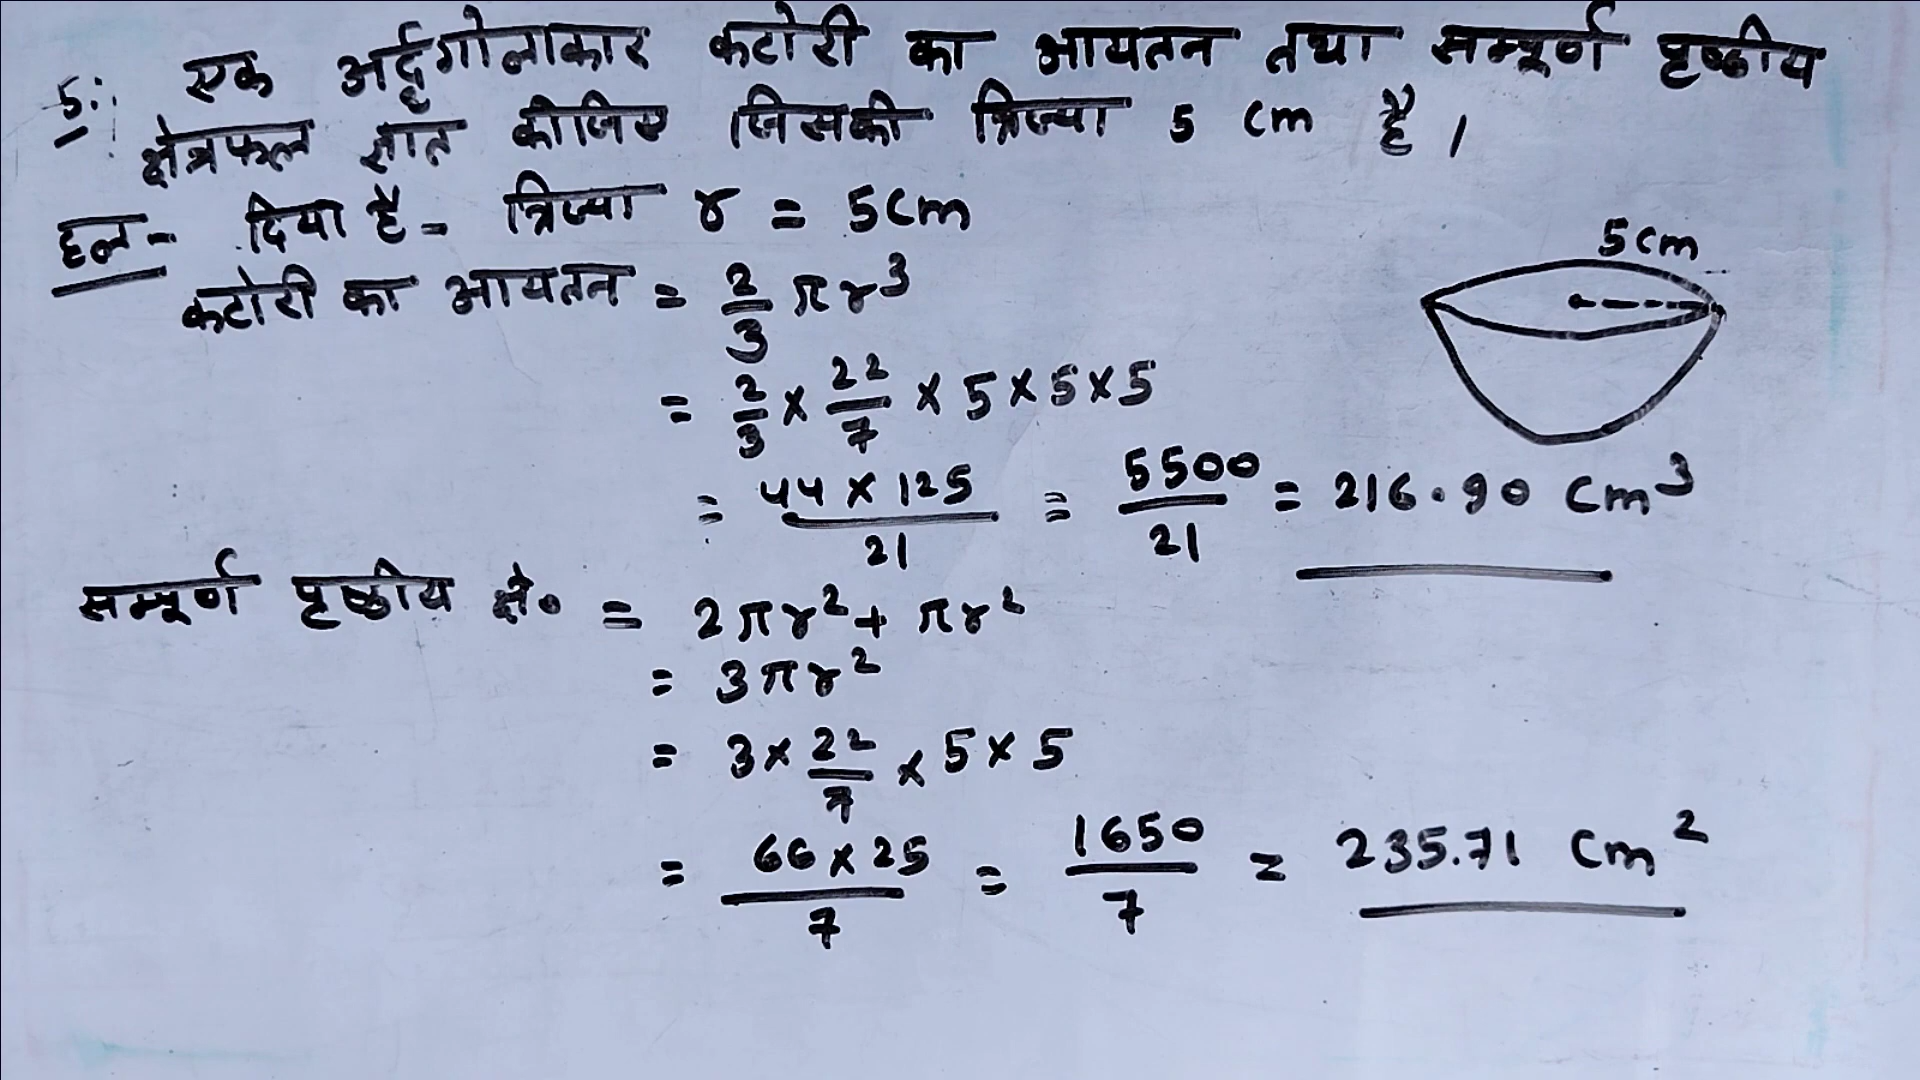 5:. एक अर्द्धगोलाकार कटोरी का आयतन तथा सम्पूर्ण पृष्ठीय
क्षेत्रफल ज्ञात कीजिए जिसकी त्रिज्या 5 cm है।
हल- दिया है- त्रिज्या r = 5cm
5cm
कटोरी का आयतन = 2/3 πr³
= 2/3 × 22/7 × 5×5×5
= 44 × 125/21 = 5500/21 = 216.90 cm³
सम्पूर्ण पृष्ठीय क्षे० = 2πr² + πr²
= 3πr²
= 3× 22/7 × 5 × 5
= 66 × 25/7 = 1650/7 = 235.71 cm²